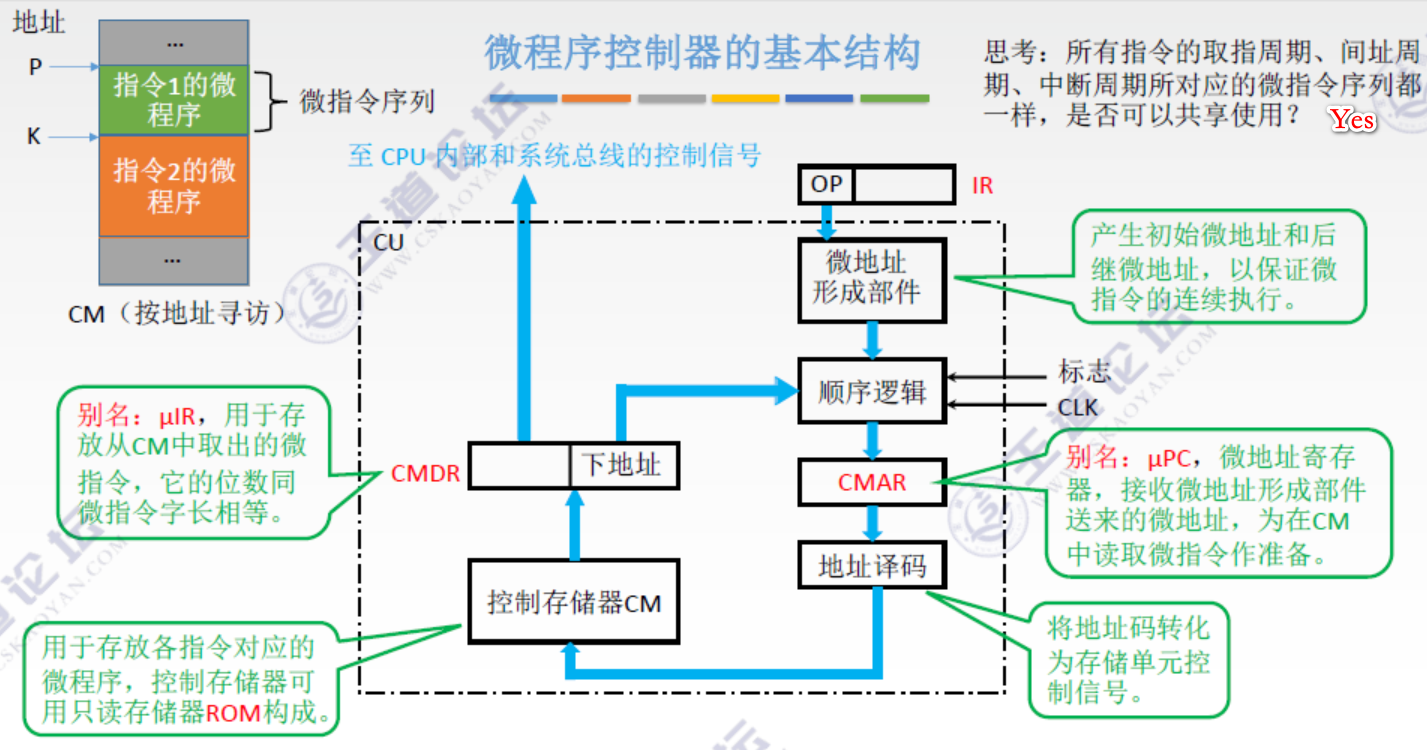 微程序控制器的基本结构
思考：所有指令的取指周期、间址周
期、中断周期所对应的微指令序列都
一样，是否可以共享使用？ Yes
地址
P
K
...
指令1的微
程序
指令2的微
程序
...
微指令序列
CM（按地址寻访）
至 CPU 内部和系统总线的控制信号
OP
IR
CU
微地址
形成部件
产生初始微地址和后
继微地址，以保证微
指令的连续执行。
顺序逻辑
标志
CLK
别名：μIR，用于存
放从CM中取出的微
指令，它的位数同
微指令字长相等。
CMDR
下地址
CMAR
别名：μPC，微地址寄存
器，接收微地址形成部件
送来的微地址，为在CM
中读取微指令作准备。
地址译码
控制存储器CM
用于存放各指令对应的
微程序，控制存储器可
用只读存储器ROM构成。
将地址码转化
为存储单元控
制信号。
王道论坛
WWW.CSKAOYAN.COM